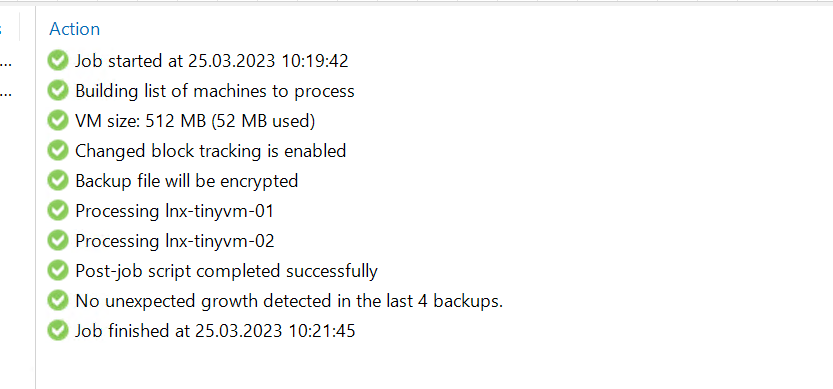 Action
Job started at 25.03.2023 10:19:42
Building list of machines to process
VM size: 512 MB (52 MB used)
Changed block tracking is enabled
Backup file will be encrypted
Processing lnx-tinyvm-01
Processing lnx-tinyvm-02
Post-job script completed successfully
No unexpected growth detected in the last 4 backups.
Job finished at 25.03.2023 10:21:45